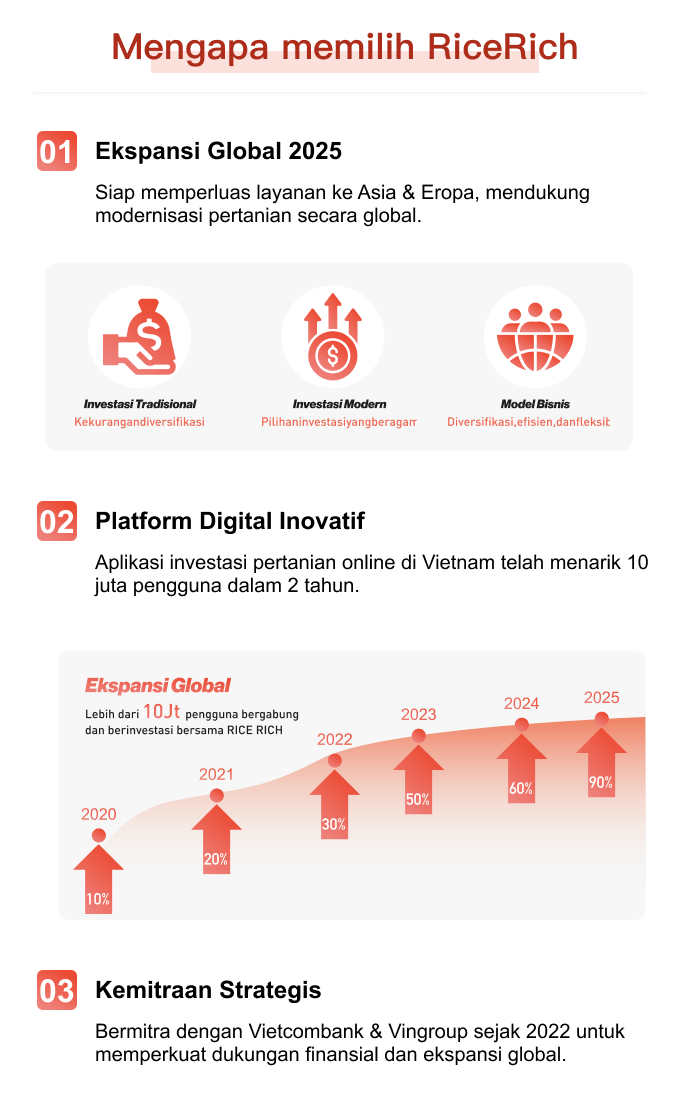 Mengapa memilih RiceRich
01
Ekspansi Global 2025
Siap memperluas layanan ke Asia & Eropa, mendukung
modernisasi pertanian secara global.
Investasi Tradisional
Kekurangandiversifikasi
Investasi Modern
Pilihaninvestasiyangberagam
Model Bisnis
Diversifikasi,efisien,danfleksib
02
Platform Digital Inovatif
Aplikasi investasi pertanian online di Vietnam telah menarik 10
juta pengguna dalam 2 tahun.
Ekspansi Global
Lebih dari 10Jt pengguna bergabung
dan berinvestasi bersama RICE RICH
2020
10%
2021
20%
2022
30%
2023
50%
2024
60%
2025
90%
03
Kemitraan Strategis
Bermitra dengan Vietcombank & Vingroup sejak 2022 untuk
memperkuat dukungan finansial dan ekspansi global.